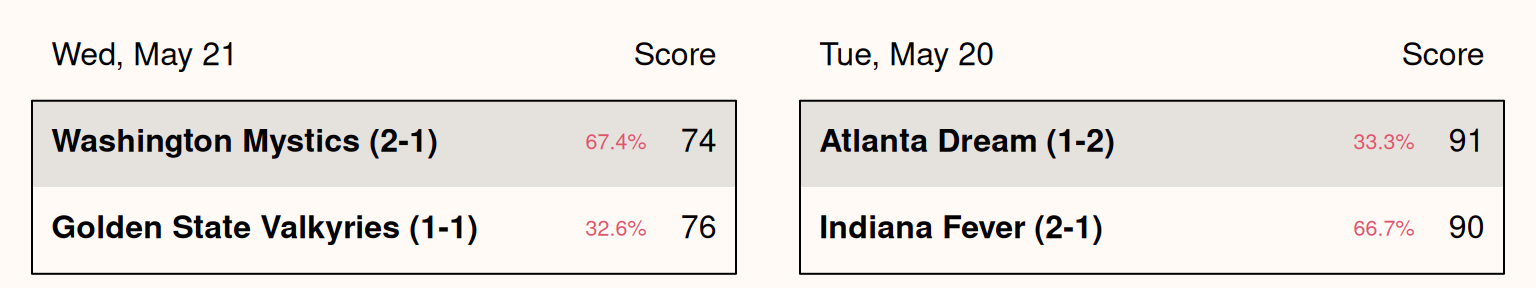 Wed, May 21 Score
Washington Mystics (2-1) 67.4% 74
Golden State Valkyries (1-1) 32.6% 76
Tue, May 20 Score
Atlanta Dream (1-2) 33.3% 91
Indiana Fever (2-1) 66.7% 90